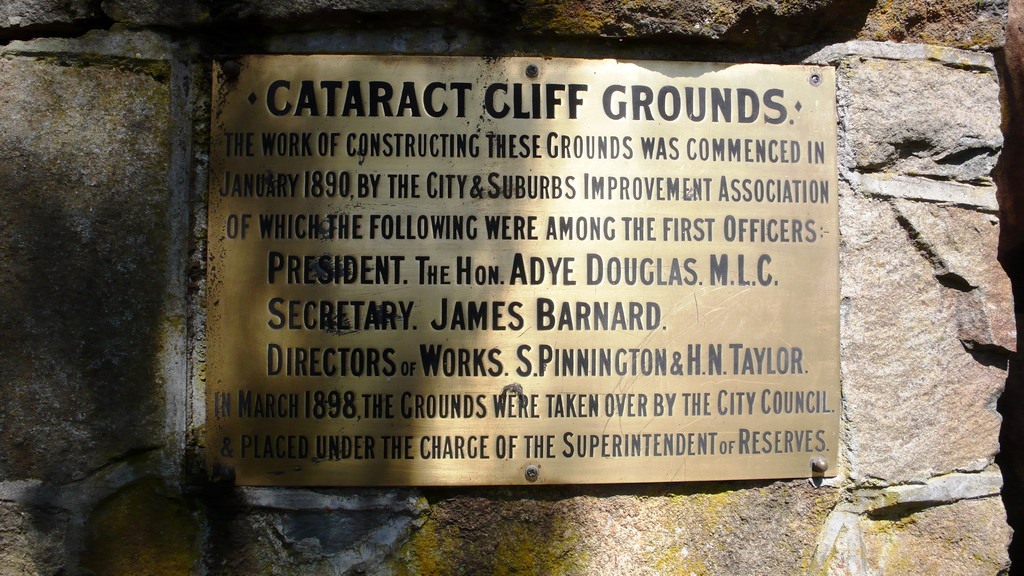 CATARACT CLIFF GROUNDS.
THE WORK OF CONSTRUCTING THESE GROUNDS WAS COMMENCED IN
JANUARY 1890, BY THE CITY & SUBURBS IMPROVEMENT ASSOCIATION
OF WHICH THE FOLLOWING WERE AMONG THE FIRST OFFICERS:-
PRESIDENT. THE HON. ADYE DOUGLAS. M.L.C.
SECRETARY. JAMES BARNARD.
DIRECTORS OF WORKS. S. PINNINGTON & H.N. TAYLOR.
IN MARCH 1898, THE GROUNDS WERE TAKEN OVER BY THE CITY COUNCIL.
& PLACED UNDER THE CHARGE OF THE SUPERINTENDENT OF RESERVES.